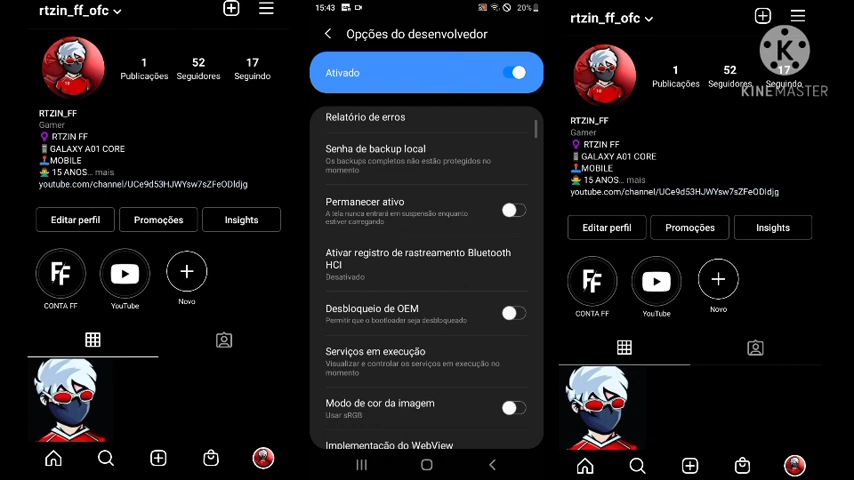 rtzin_ff_ofc
1
52
17
Publicações
Seguidores
Seguindo
RTZIN_FF
Gamer
RTZIN FF
GALAXY A01 CORE
MOBILE
15 ANOS... mais
youtube.com/channel/UCe9d53HJWYsw7sZFeODldjg
Editar perfil
Promoções
Insights
FF
CONTA FF
YouTube
Novo
15:43
20%
Opções do desenvolvedor
Ativado
Relatório de erros
Senha de backup local
Os backups completos não estão protegidos no
momento
Permanecer ativo
A tela nunca entrará em suspensão enquanto
estiver carregando
Ativar registro de rastreamento Bluetooth
HCI
Desativado
Desbloqueio de OEM
Permitir que o bootloader seja desbloqueado
Serviços em execução
Visualizar e controlar os serviços em execução no
momento
Modo de cor da imagem
Usar sRGB
Implementação do WebView
rtzin_ff_ofc
K
KINEMASTER
1
52
17
Publicações
Seguidores
Seguindo
RTZIN_FF
Gamer
RTZIN FF
GALAXY A01 CORE
MOBILE
15 ANOS... mais
youtube.com/channel/UCe9d53HJWYsw7sZFeODldjg
Editar perfil
Promoções
Insights
FF
CONTA FF
YouTube
Novo